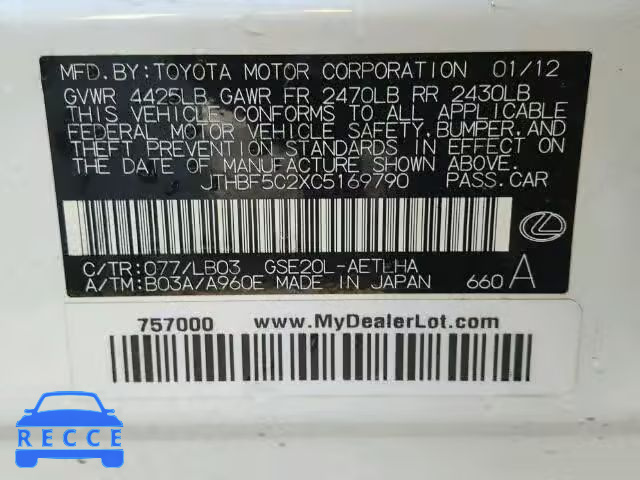 MFD. BY: TOYOTA MOTOR CORPORATION 01/12
GVWR 4425LB GAWR FR 2470LB RR 2430LB
THIS VEHICLE CONFORMS TO ALL APPLICABLE
FEDERAL MOTOR VEHICLE SAFETY, BUMPER, AND
THEFT PREVENTION STANDARDS IN EFFECT ON
THE DATE OF MANUFACTURE SHOWN ABOVE.
JTHBF5C2XC5169790 PASS. CAR
C/TR: 077/LB03 GSE20L-AETLHA
A/TM: B03A/A960E MADE IN JAPAN 660 A
757000 www.MyDealerLot.com
RECCE